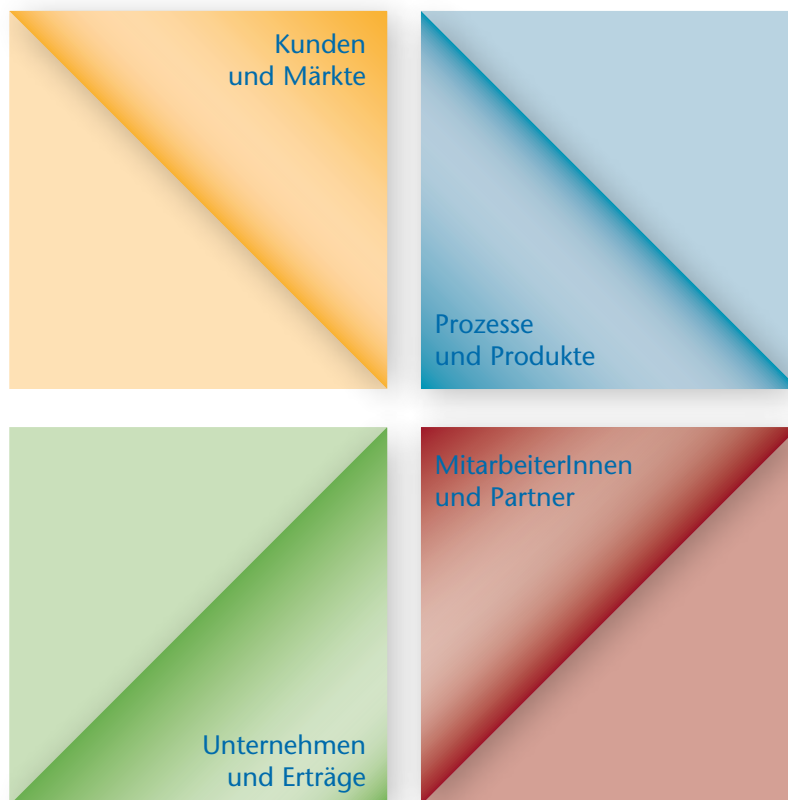 Kunden
und Märkte
Prozesse
und Produkte
MitarbeiterInnen
und Partner
Unternehmen
und Erträge